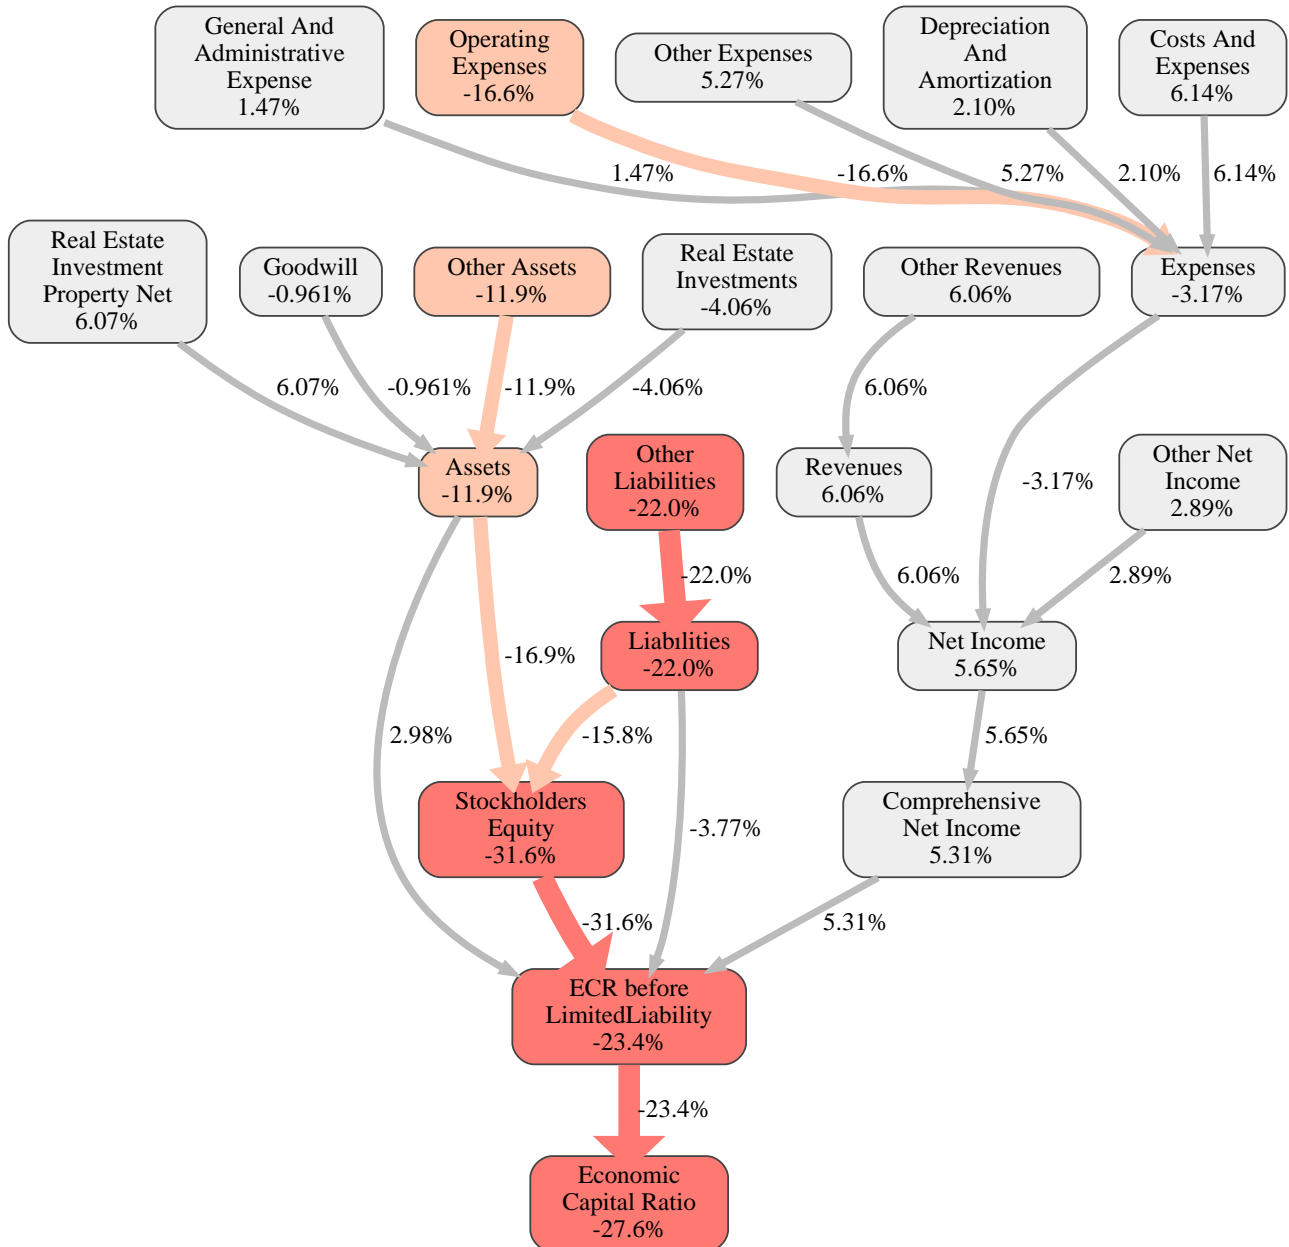 General And
Administrative
Expense
1.47%
Operating
Expenses
-16.6%
Other Expenses
5.27%
Depreciation
And
Amortization
2.10%
Costs And
Expenses
6.14%
1.47%
-16.6%
5.27%
2.10%
6.14%
Real Estate
Investment
Property Net
6.07%
Goodwill
-0.961%
Other Assets
-11.9%
Real Estate
Investments
-4.06%
Other Revenues
6.06%
Expenses
-3.17%
6.07%
-0.961%
-11.9%
-4.06%
6.06%
Assets
-11.9%
Other
Liabilities
-22.0%
Revenues
6.06%
-3.17%
Other Net
Income
2.89%
-22.0%
6.06%
2.89%
Liabilities
-22.0%
Net Income
5.65%
-16.9%
2.98%
-15.8%
5.65%
Stockholders
Equity
-31.6%
-3.77%
Comprehensive
Net Income
5.31%
-31.6%
5.31%
ECR before
LimitedLiability
-23.4%
-23.4%
Economic
Capital Ratio
-27.6%